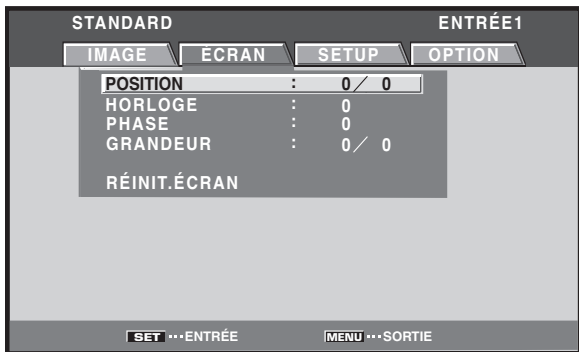 STANDARD ENTRÉE1
IMAGE ÉCRAN SETUP OPTION
POSITION : 0／ 0
HORLOGE : 0
PHASE : 0
GRANDEUR : 0／ 0
RÉINIT.ÉCRAN
SET ···ENTRÉE MENU ···SORTIE